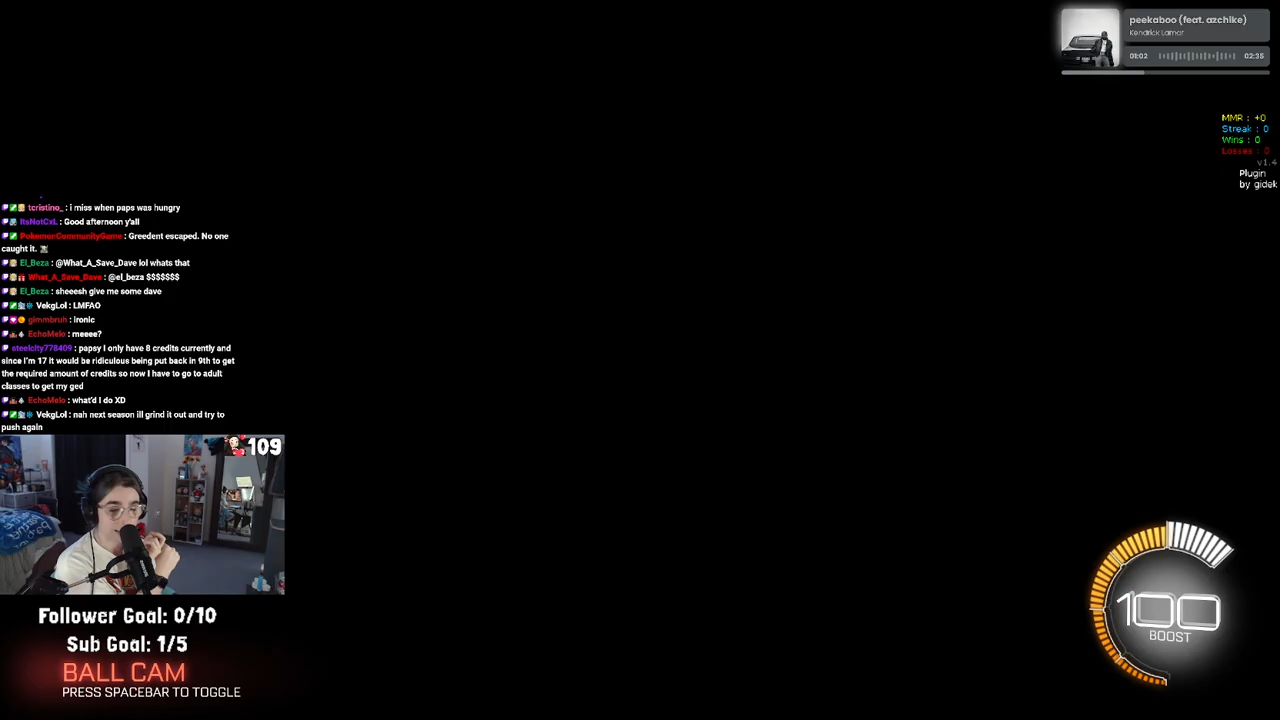 peekaboo (feat. azchike)
Kendrick Lamar
01:02 02:35
MMR : +0
Streak : 0
Wins : 0
Losses : 0
v1.4
Plugin
by gidek
tcristino_ : i miss when paps was hungry
ItsNotCxL : Good afternoon y'all
PokemonCommunityGame : Greedent escaped. No one
caught it.
El_Beza : @What_A_Save_Dave lol whats that
What_A_Save_Dave : @el_beza $$$$$$$
El_Beza : sheeesh give me some dave
VekgLol : LMFAO
gimmbruh : ironic
EchoMelo : meeee?
steelcity778409 : papsy I only have 8 credits currently and
since I'm 17 it would be ridiculous being put back in 9th to get
the required amount of credits so now I have to go to adult
classes to get my ged
EchoMelo : what'd I do XD
VekgLol : nah next season ill grind it out and try to
push again
109
Follower Goal: 0/10
Sub Goal: 1/5
BALL CAM
PRESS SPACEBAR TO TOGGLE
100
BOOST